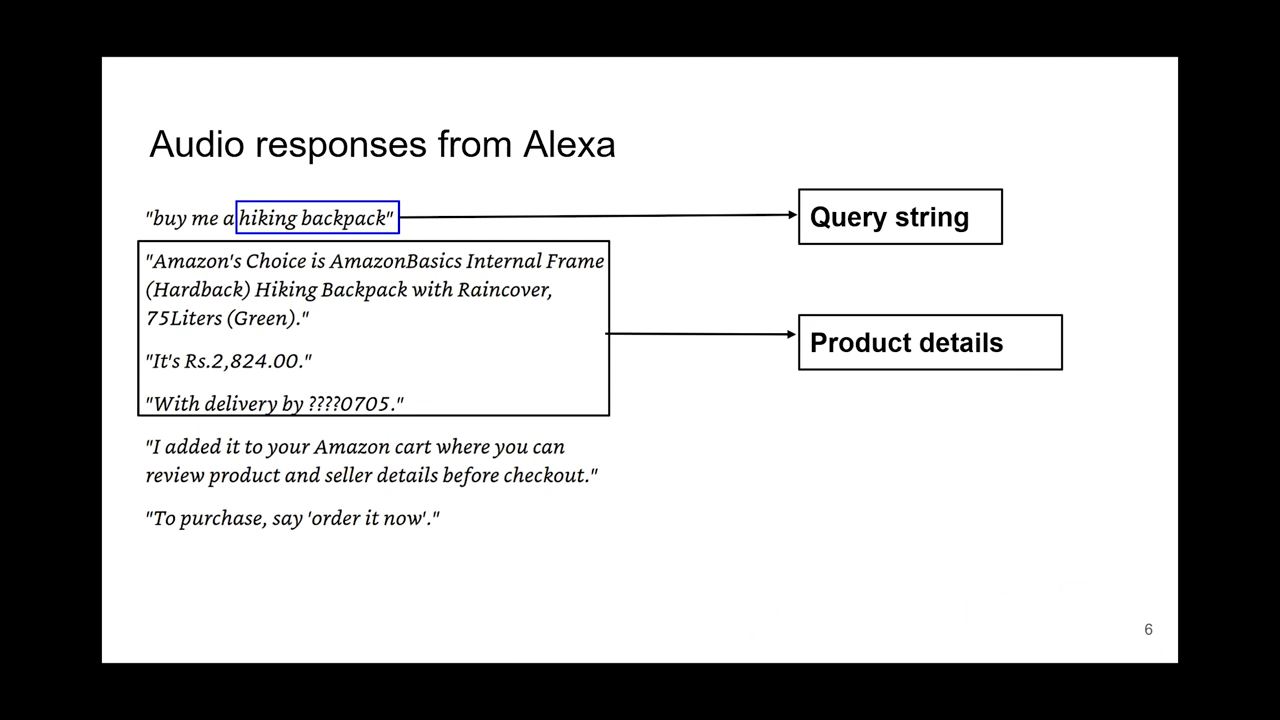 Audio responses from Alexa
"buy me a hiking backpack"
Query string
"Amazon's Choice is AmazonBasics Internal Frame
(Hardback) Hiking Backpack with Raincover,
75Liters (Green)."
"It's Rs.2,824.00."
"With delivery by ????0705."
Product details
"I added it to your Amazon cart where you can
review product and seller details before checkout."
"To purchase, say 'order it now'."
6